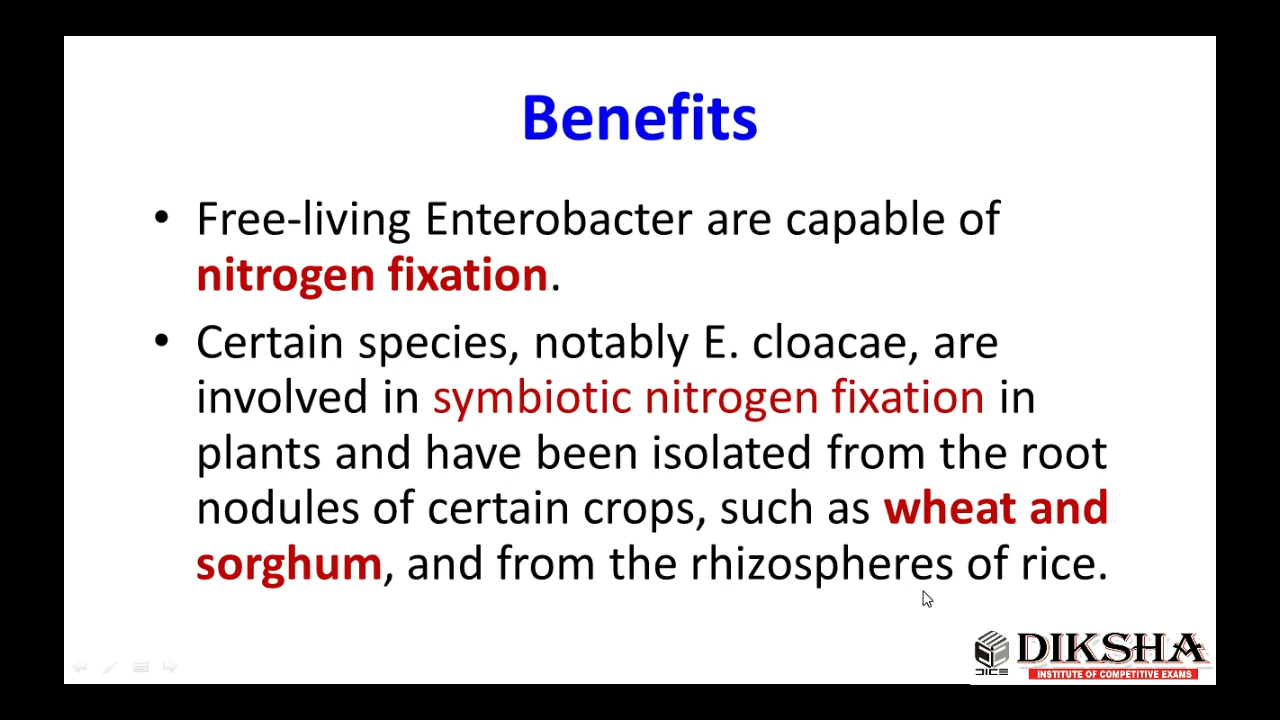 Benefits
• Free-living Enterobacter are capable of
nitrogen fixation.
• Certain species, notably E. cloacae, are
involved in symbiotic nitrogen fixation in
plants and have been isolated from the root
nodules of certain crops, such as wheat and
sorghum, and from the rhizospheres of rice.
DICE
DIKSHA
INSTITUTE OF COMPETITIVE EXAMS